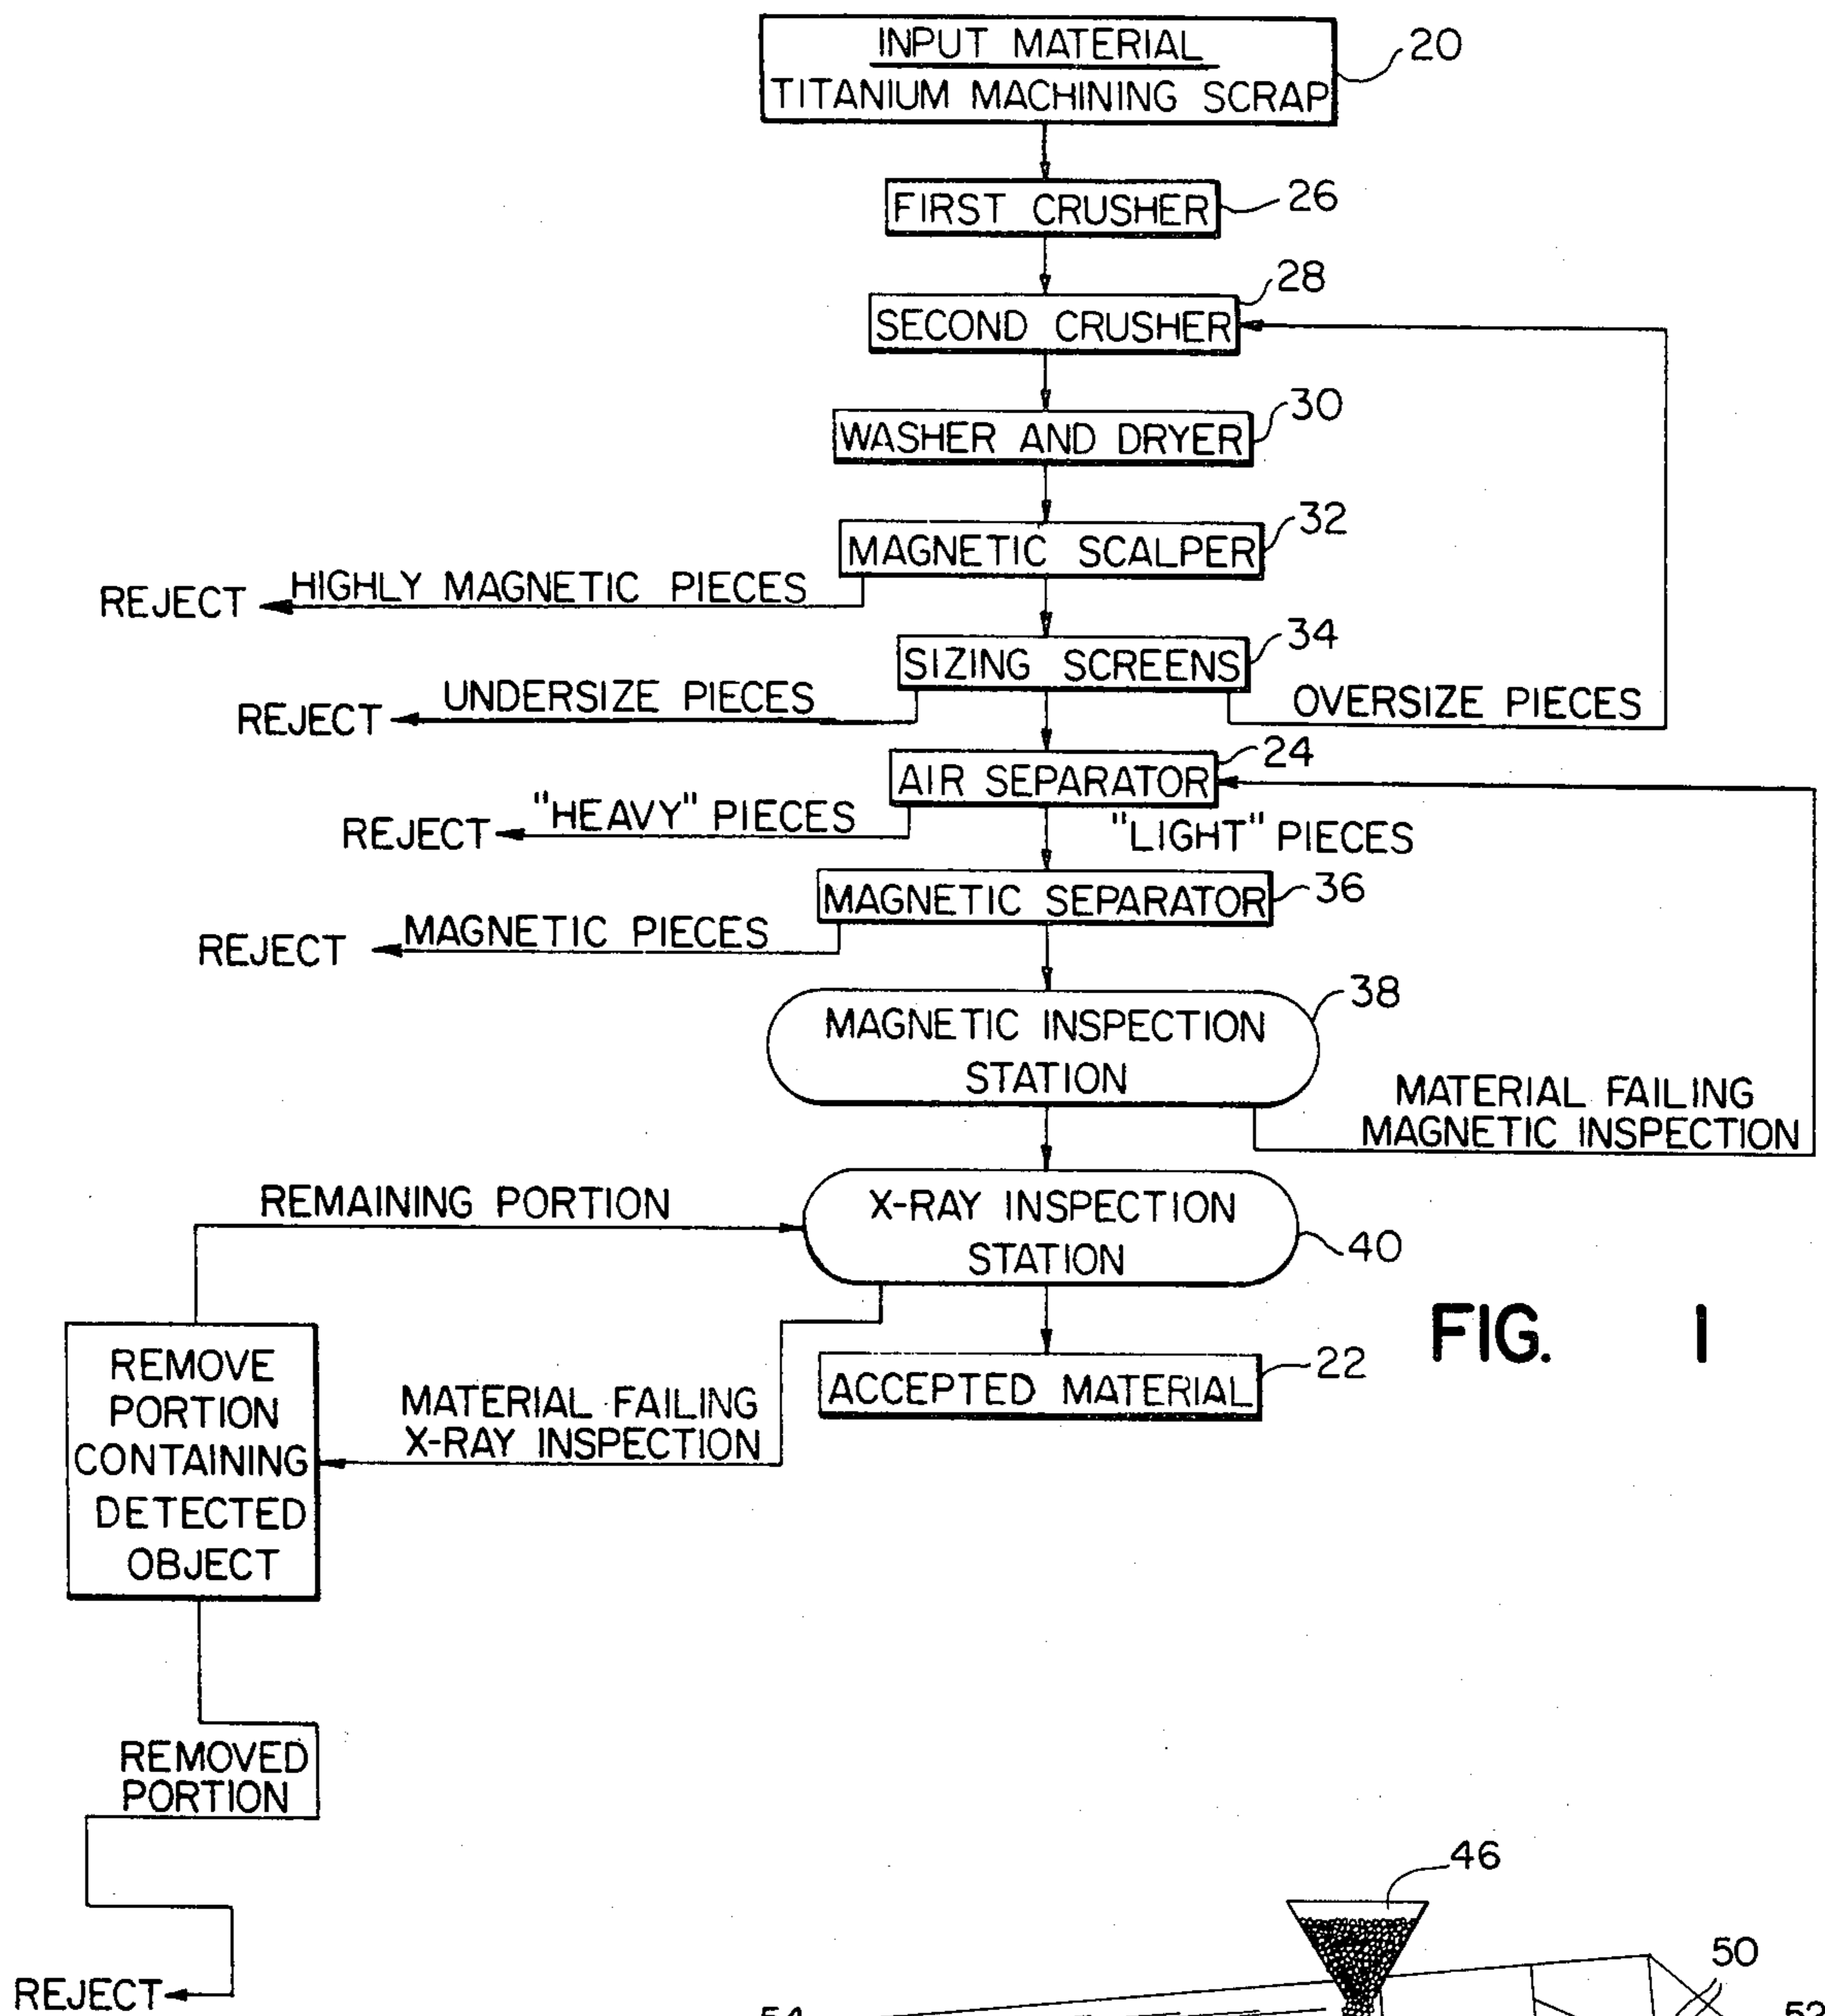 INPUT MATERIAL
20
TITANIUM MACHINING SCRAP
FIRST CRUSHER
26
28
SECOND CRUSHER
30
WASHER AND DRYER
32
MAGNETIC SCALPER
REJECT
HIGHLY MAGNETIC PIECES
34
SIZING SCREENS
REJECT
UNDERSIZE PIECES
OVERSIZE PIECES
24
AIR SEPARATOR
REJECT
"HEAVY" PIECES
"LIGHT" PIECES
36
MAGNETIC SEPARATOR
REJECT
MAGNETIC PIECES
38
MAGNETIC INSPECTION
STATION
MATERIAL FAILING
MAGNETIC INSPECTION
REMAINING PORTION
X-RAY INSPECTION
STATION
40
FIG. 1
REMOVE
PORTION
CONTAINING
DETECTED
OBJECT
MATERIAL FAILING
X-RAY INSPECTION
22
ACCEPTED MATERIAL
REMOVED
PORTION
REJECT
46
50
54
52